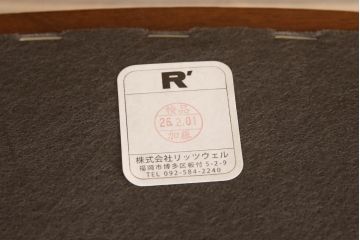 R'
検品
26.2.01
加藤
株式会社リッツウェル
福岡市博多区板付5-2-9
TEL 092-584-2240